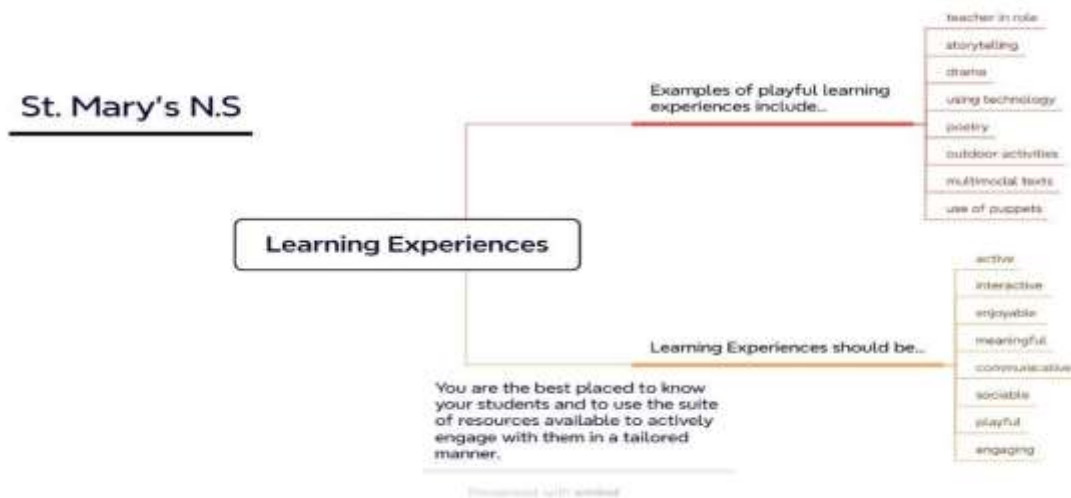 St. Mary's N.S
Learning Experiences
Examples of playful learning
experiences include...
teacher in role
storytelling
drama
using technology
poetry
outdoor activities
multimodal texts
use of puppets
Learning Experiences should be...
active
interactive
enjoyable
meaningful
communicative
sociable
playful
engaging
You are the best placed to know
your students and to use the suite
of resources available to actively
engage with them in a tailored
manner.
Presented with xmind